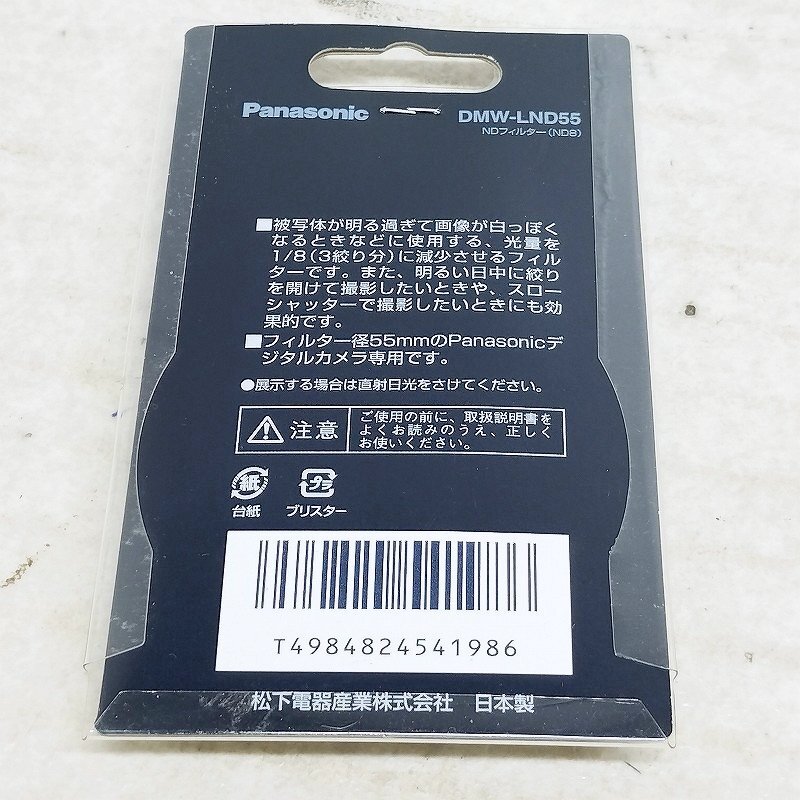 Panasonic
DMW-LND55
NDフィルター(ND8)
■被写体が明る過ぎて画像が白っぽく
なるときなどに使用する、光量を
1/8(3絞り分)に減少させるフィル
ターです。また、明るい日中に絞り
を開けて撮影したいときや、スロー
シャッターで撮影したいときにも効
果的です。
■フィルター径55mmのPanasonicデ
ジタルカメラ専用です。
●展示する場合は直射日光をさけてください。
注意
ご使用の前に、取扱説明書を
よくお読みのうえ、正しく
お使いください。
紙
プラ
台紙
ブリスター
T4984824541986
松下電器産業株式会社 日本製